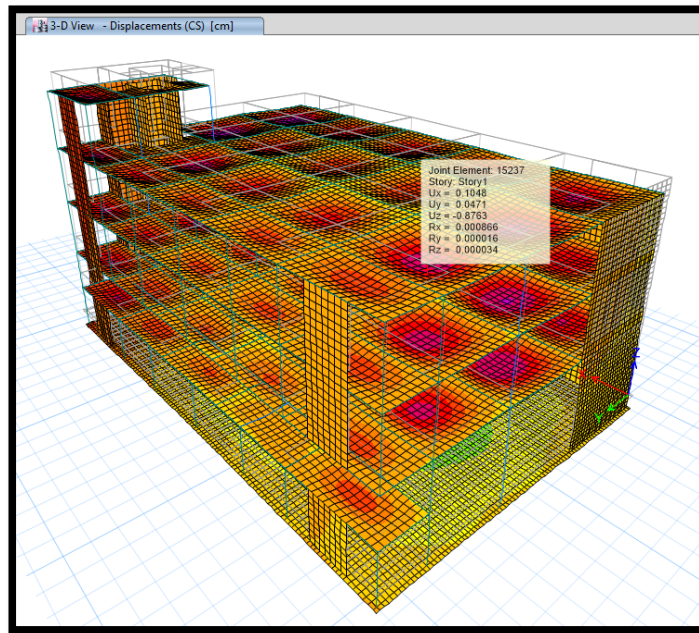 3-D View - Displacements (CS) [cm]
Joint Element: 15237
Story: Story1
Ux = 0.1048
Uy = 0.0471
Uz = -0.8763
Rx = 0.000866
Ry = 0.000016
Rz = 0.000034
Z
X
Y